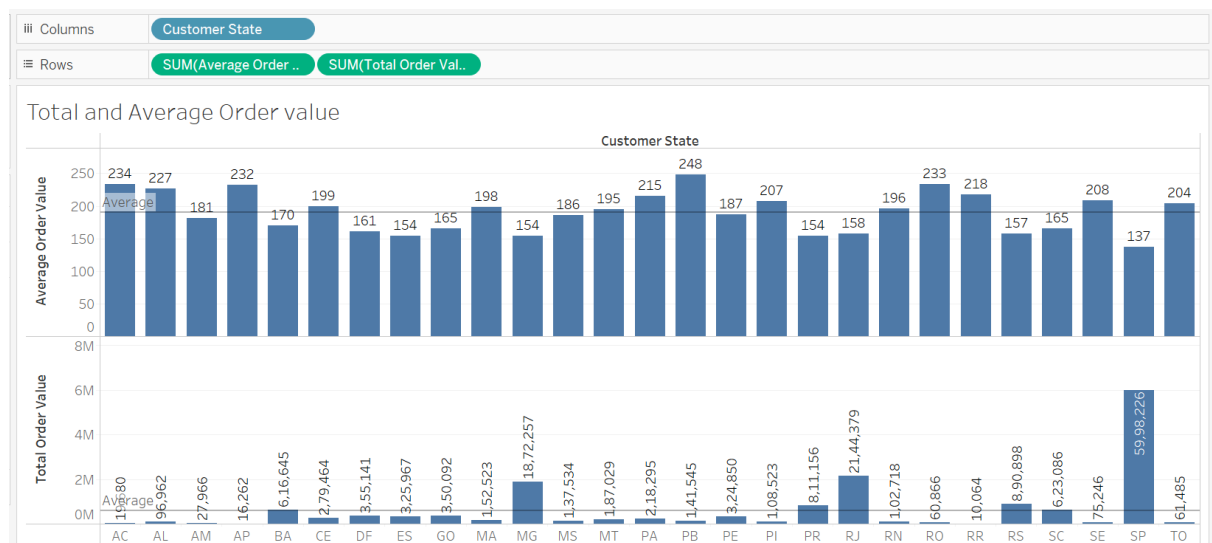 Columns Customer State
Rows SUM(Average Order .. SUM(Total Order Val..
Total and Average Order value
Customer State
Average Order Value
250
200
150
100
50
0
Average
234 227 181 232 170 199 161 154 165 198 154 186 195 215 248 187 207 154 158 196 233 218 157 165 208 137 204
Total Order Value
8M
6M
4M
2M
0M
Average
96,962 27,966 16,262 6,16,645 2,79,464 3,55,141 3,25,967 3,50,092 1,52,523 18,72,257 1,37,534 1,87,029 2,18,295 1,41,545 3,24,850 1,08,523 8,11,156 21,44,379 1,02,718 60,866 10,064 8,90,898 6,23,086 75,246 59,98,226 61,485
AC AL AM AP BA CE DF ES GO MA MG MS MT PA PB PE PI PR RJ RN RO RR RS SC SE SP TO